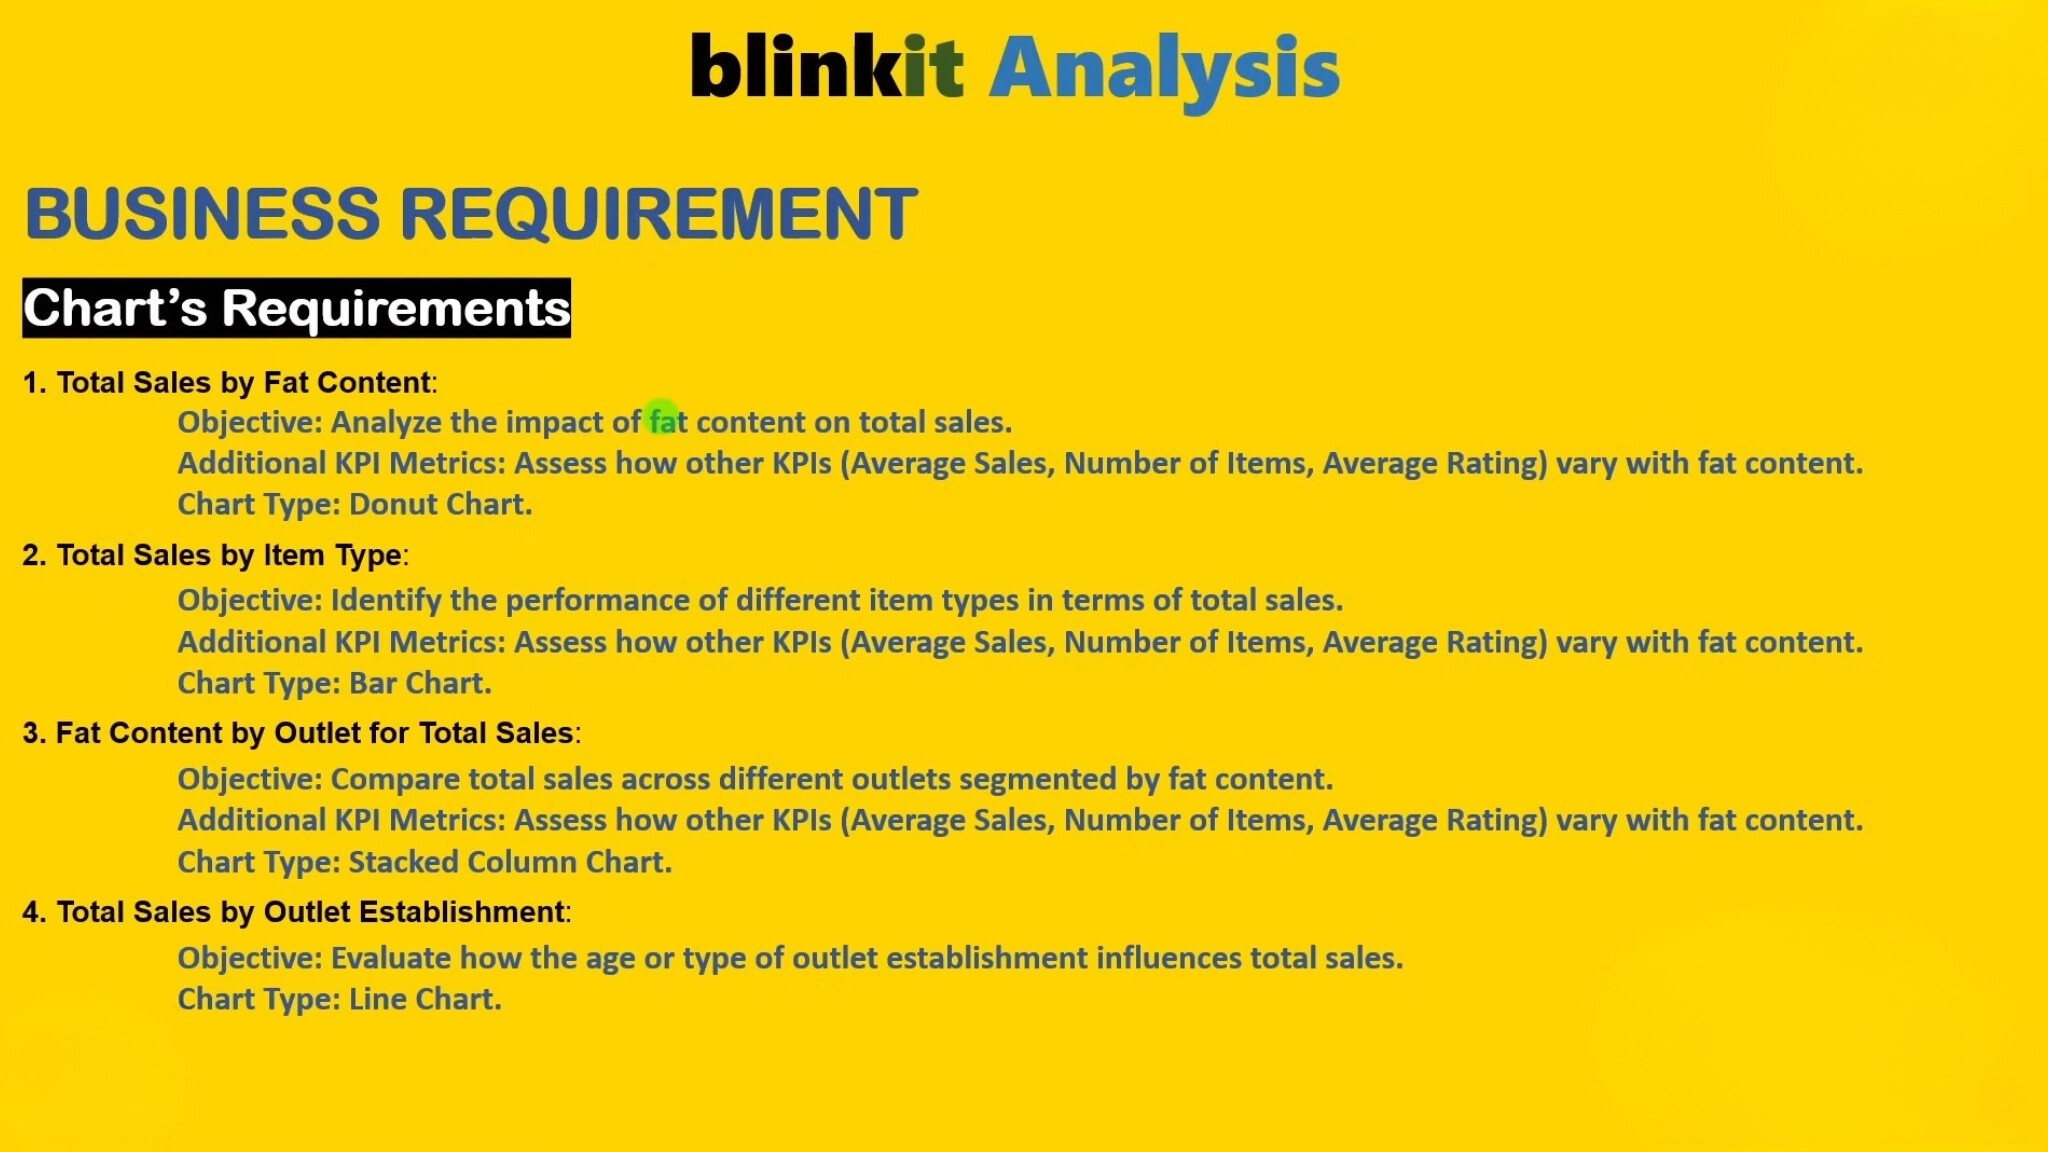 blinkit Analysis
BUSINESS REQUIREMENT
Chart’s Requirements
1. Total Sales by Fat Content:
Objective: Analyze the impact of fat content on total sales.
Additional KPI Metrics: Assess how other KPIs (Average Sales, Number of Items, Average Rating) vary with fat content.
Chart Type: Donut Chart.
2. Total Sales by Item Type:
Objective: Identify the performance of different item types in terms of total sales.
Additional KPI Metrics: Assess how other KPIs (Average Sales, Number of Items, Average Rating) vary with fat content.
Chart Type: Bar Chart.
3. Fat Content by Outlet for Total Sales:
Objective: Compare total sales across different outlets segmented by fat content.
Additional KPI Metrics: Assess how other KPIs (Average Sales, Number of Items, Average Rating) vary with fat content.
Chart Type: Stacked Column Chart.
4. Total Sales by Outlet Establishment:
Objective: Evaluate how the age or type of outlet establishment influences total sales.
Chart Type: Line Chart.